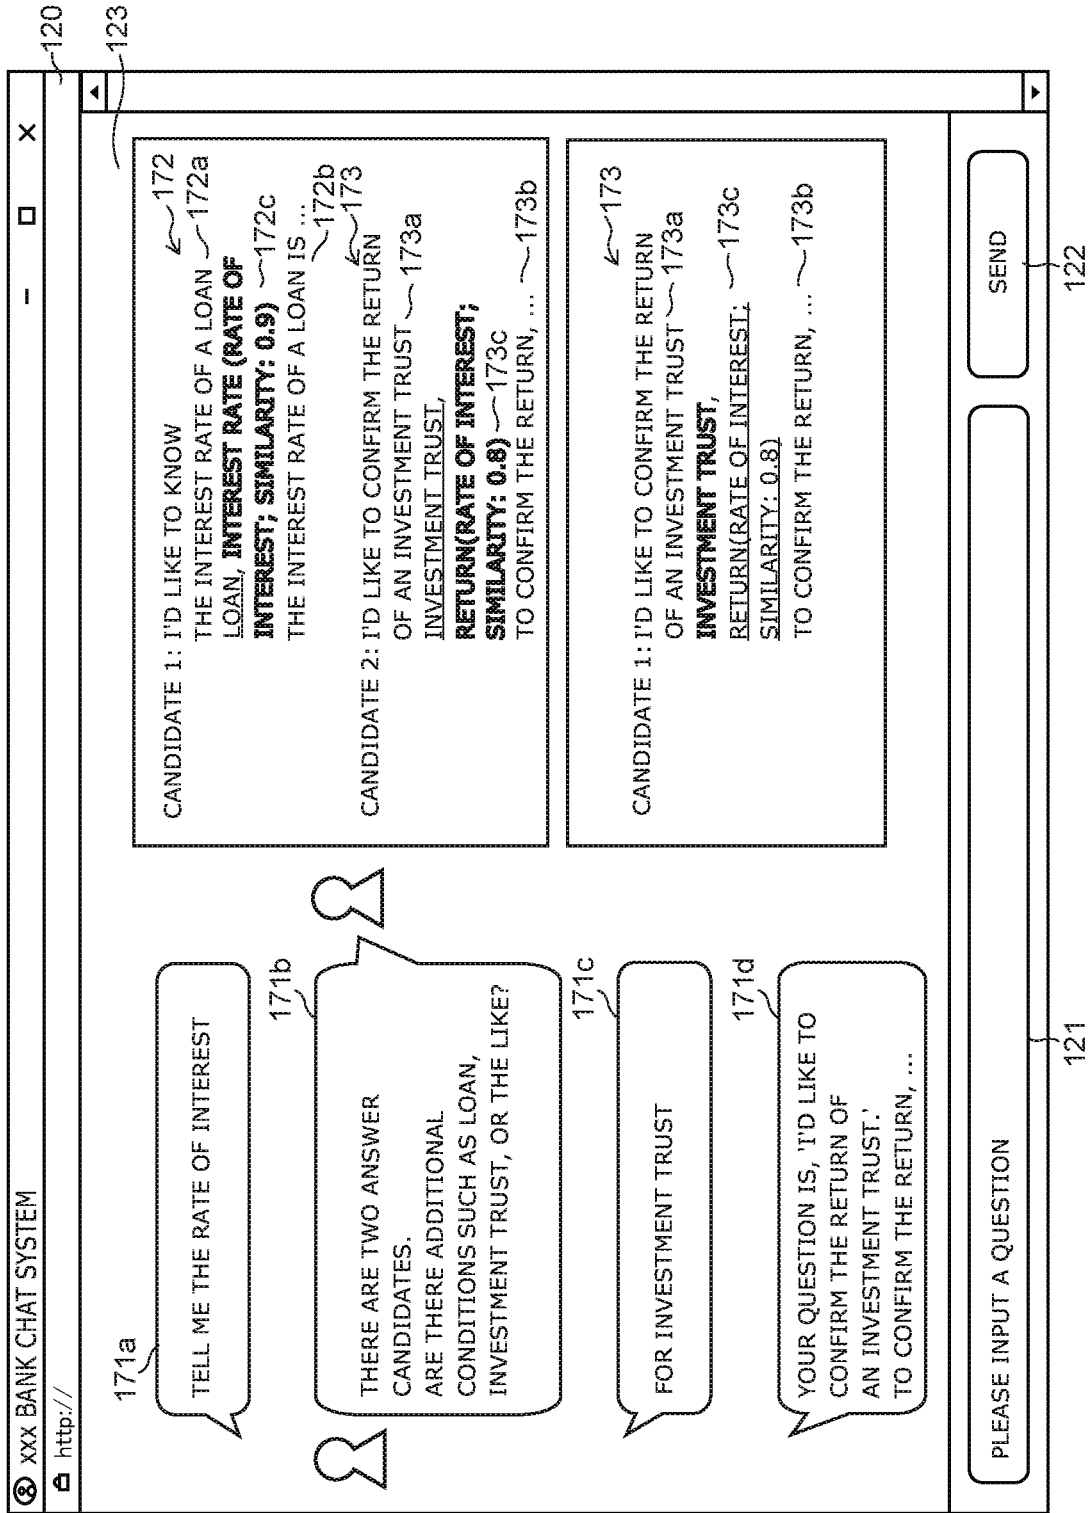 xxx BANK CHAT SYSTEM
http://
120
123
171a
TELL ME THE RATE OF INTEREST
171b
THERE ARE TWO ANSWER
CANDIDATES.
ARE THERE ADDITIONAL
CONDITIONS SUCH AS LOAN,
INVESTMENT TRUST, OR THE LIKE?
171c
FOR INVESTMENT TRUST
171d
YOUR QUESTION IS, 'I'D LIKE TO
CONFIRM THE RETURN OF
AN INVESTMENT TRUST.'
TO CONFIRM THE RETURN, ...
172
CANDIDATE 1: I'D LIKE TO KNOW
THE INTEREST RATE OF A LOAN 172a
LOAN, INTEREST RATE (RATE OF
INTEREST; SIMILARITY: 0.9) 172c
THE INTEREST RATE OF A LOAN IS ...
172b
173
CANDIDATE 2: I'D LIKE TO CONFIRM THE RETURN
OF AN INVESTMENT TRUST 173a
INVESTMENT TRUST,
RETURN(RATE OF INTEREST;
SIMILARITY: 0.8) 173c
TO CONFIRM THE RETURN, ... 173b
173
CANDIDATE 1: I'D LIKE TO CONFIRM THE RETURN
OF AN INVESTMENT TRUST 173a
INVESTMENT TRUST,
RETURN(RATE OF INTEREST; 173c
SIMILARITY: 0.8)
TO CONFIRM THE RETURN, ... 173b
PLEASE INPUT A QUESTION
SEND
121
122